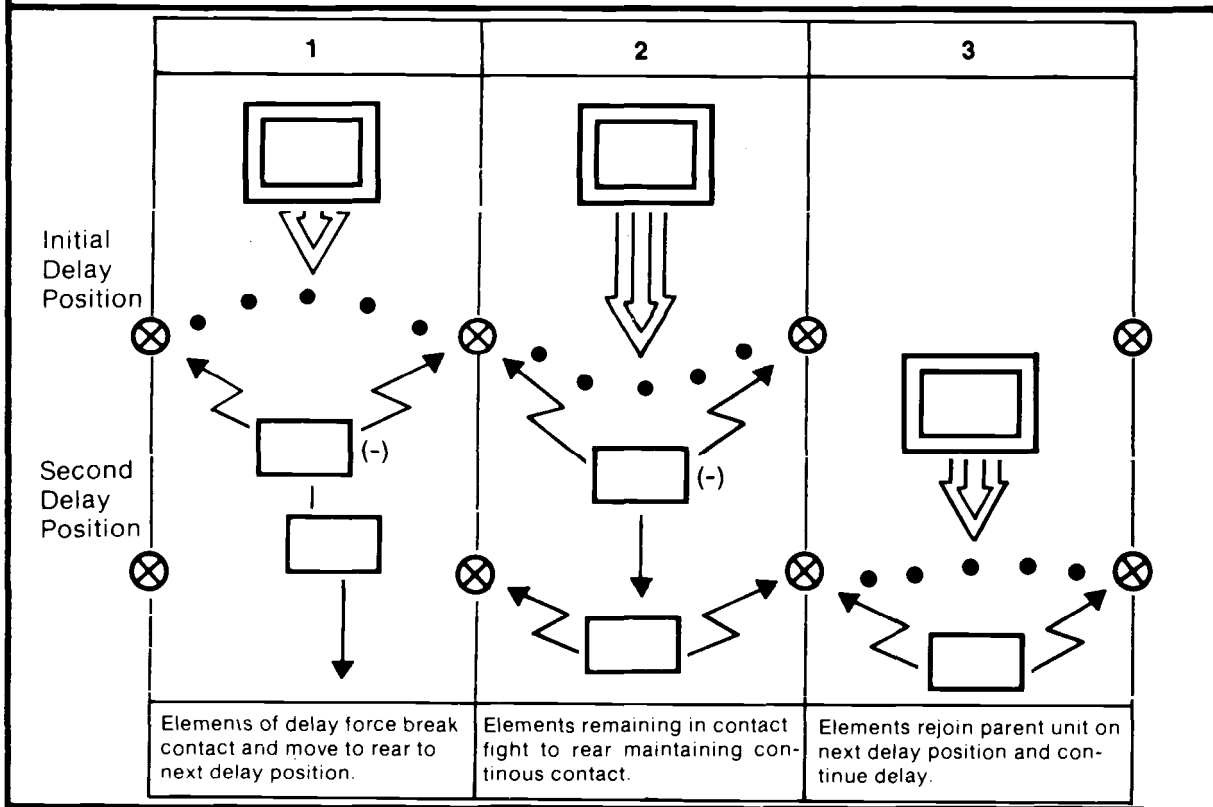 1
2
3
Initial
Delay
Position
(-)
(-)
Second
Delay
Position
Elements of delay force break
contact and move to rear to
next delay position.
Elements remaining in contact
fight to rear maintaining con-
tinous contact.
Elements rejoin parent unit on
next delay position and con-
tinue delay.